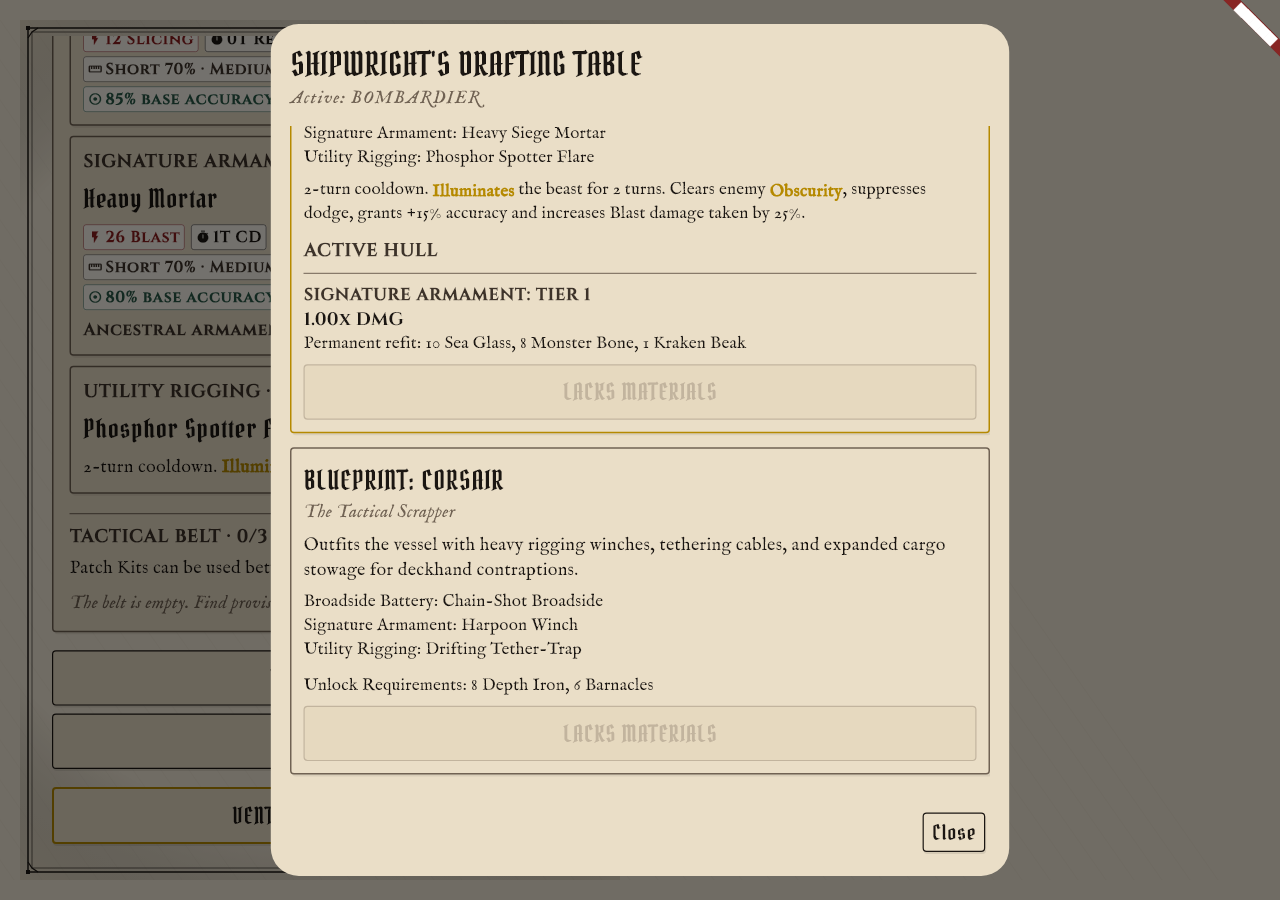 SHIPWRIGHT'S DRAFTING TABLE
Active: BOMBARDIER
Signature Armament: Heavy Siege Mortar
Utility Rigging: Phosphor Spotter Flare
2-turn cooldown. Illuminates the beast for 2 turns. Clears enemy Obscurity, suppresses
dodge, grants +15% accuracy and increases Blast damage taken by 25%.
ACTIVE HULL
SIGNATURE ARMAMENT: TIER 1
1.00X DMG
Permanent refit: 10 Sea Glass, 8 Monster Bone, 1 Kraken Beak
LACKS MATERIALS
BLUEPRINT: CORSAIR
The Tactical Scrapper
Outfits the vessel with heavy rigging winches, tethering cables, and expanded cargo
stowage for deckhand contraptions.
Broadside Battery: Chain-Shot Broadside
Signature Armament: Harpoon Winch
Utility Rigging: Drifting Tether-Trap
Unlock Requirements: 8 Depth Iron, 6 Barnacles
LACKS MATERIALS
Close
12 SLICING
SHORT 70% · MEDIUM
85% BASE ACCURACY
SIGNATURE ARMAM
Heavy Mortar
26 BLAST 1T CD
SHORT 70% · MEDIUM
80% BASE ACCURACY
ANCESTRAL ARMAME
UTILITY RIGGING ·
Phosphor Spotter F
2-turn cooldown. Illumi
TACTICAL BELT · 0/3
Patch Kits can be used bet
The belt is empty. Find provis
VENT